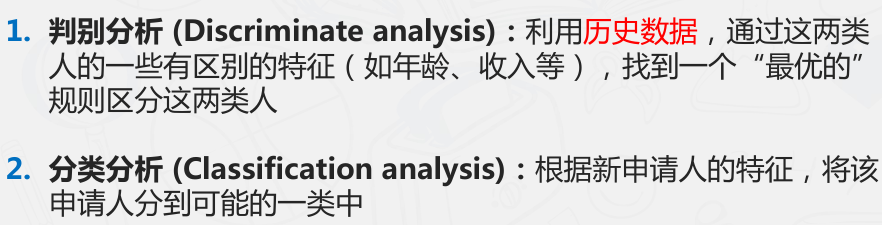 1. 判别分析 (Discriminate analysis)：利用历史数据，通过这两类
人的一些有区别的特征（如年龄、收入等），找到一个“最优的”
规则区分这两类人
2. 分类分析 (Classification analysis)：根据新申请人的特征，将该
申请人分到可能的一类中